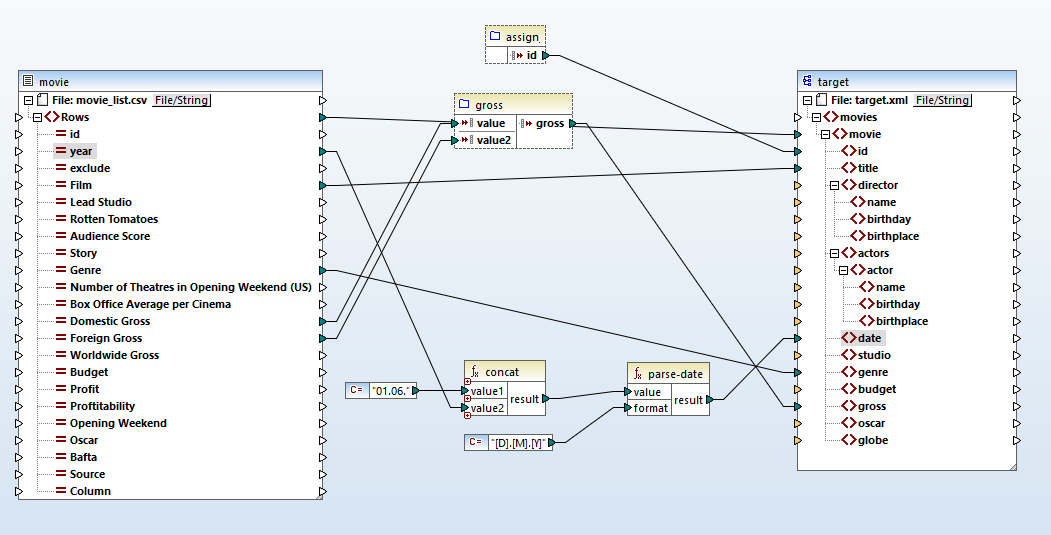 assign
id
movie
File: movie_list.csv File/String
Rows
id
year
exclude
Film
Lead Studio
Rotten Tomatoes
Audience Score
Story
Genre
Number of Theatres in Opening Weekend (US)
Box Office Average per Cinema
Domestic Gross
Foreign Gross
Worldwide Gross
Budget
Profit
Proftitability
Opening Weekend
Oscar
Bafta
Source
Column
gross
value gross
value2
C= "01.06."
concat
value1
value2
result
C= "[D].[M].[Y]"
parse-date
value
format
result
target
File: target.xml File/String
movies
movie
id
title
director
name
birthday
birthplace
actors
actor
name
birthday
birthplace
date
studio
genre
budget
gross
oscar
globe